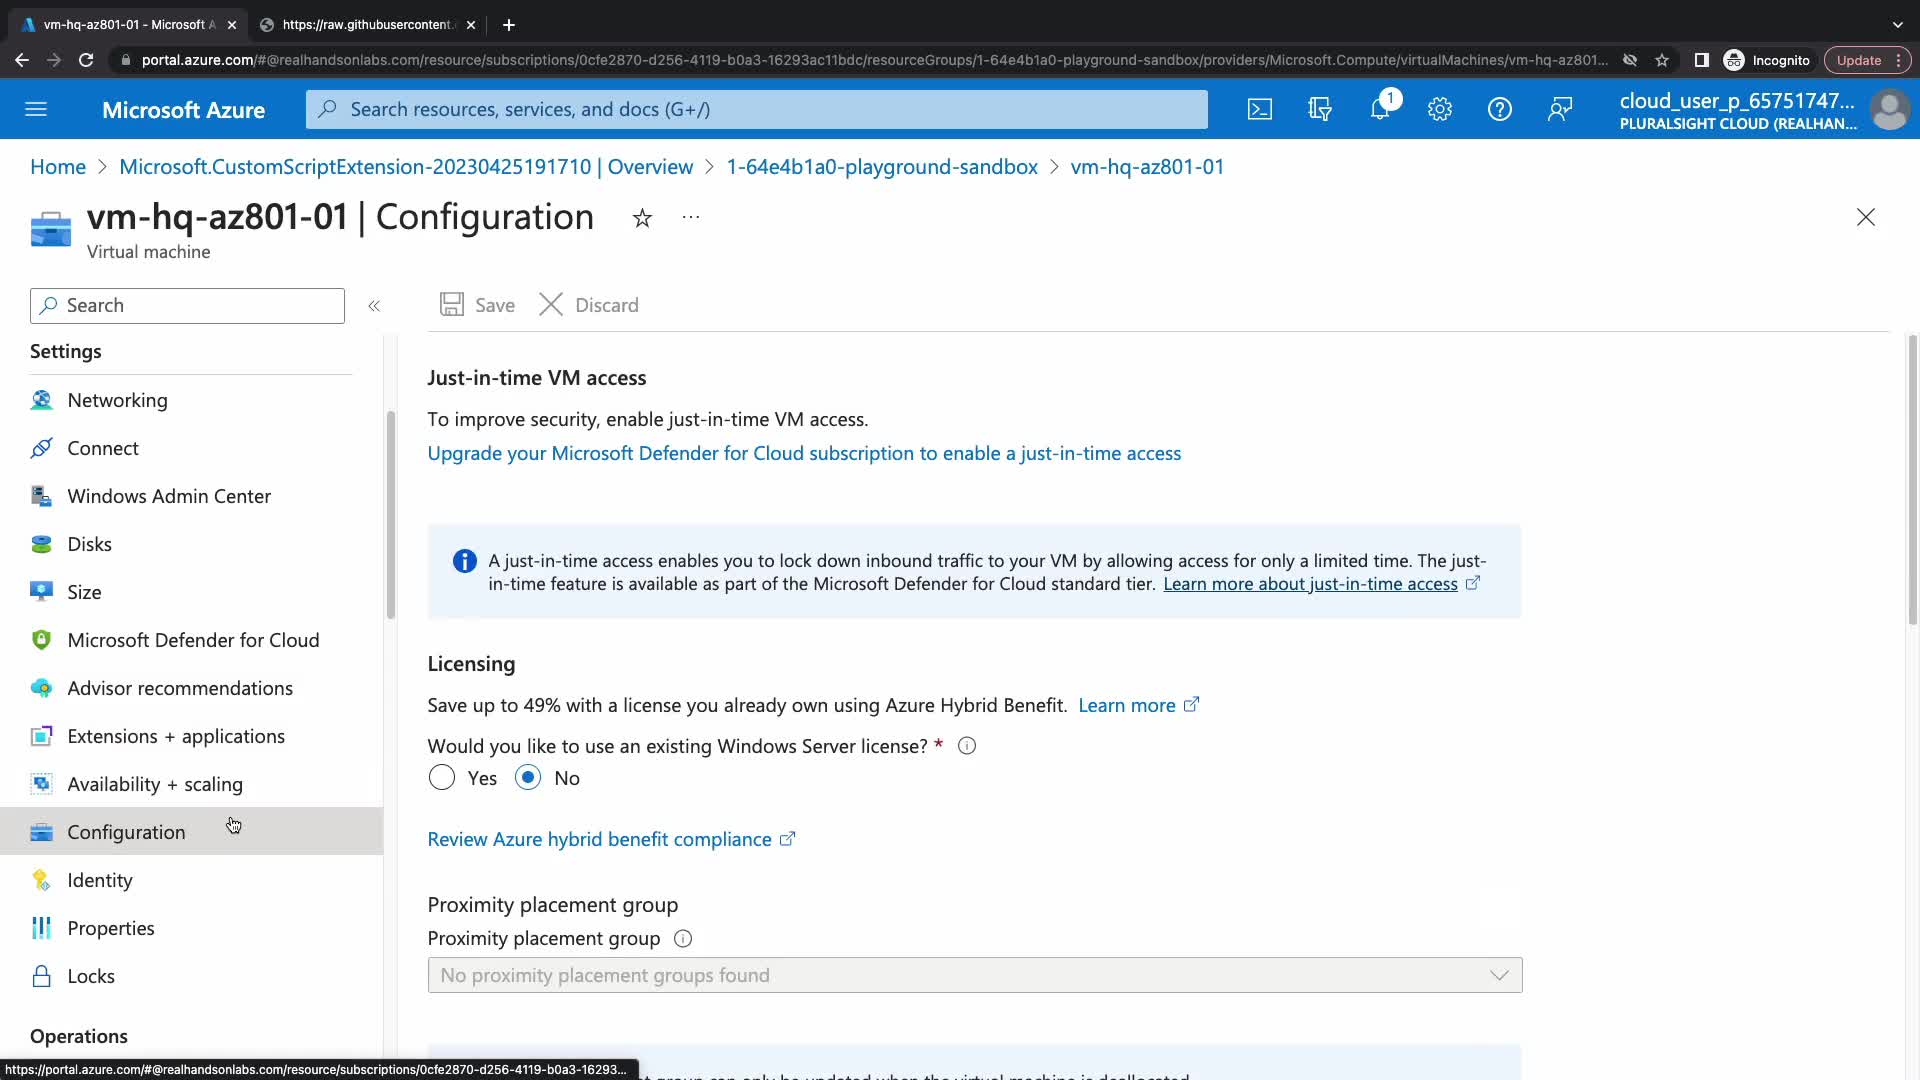 vm-hq-az801-01 - Microsoft A
https://raw.githubusercontent.
portal.azure.com/#@realhandsonlabs.com/resource/subscriptions/0cfe2870-d256-4119-b0a3-16293ac11bdc/resourceGroups/1-64e4b1a0-playground-sandbox/providers/Microsoft.Compute/virtualMachines/vm-hq-az801...
Incognito
Update
Microsoft Azure
Search resources, services, and docs (G+/)
1
cloud_user_p_65751747...
PLURALSIGHT CLOUD (REALHAN...
Home > Microsoft.CustomScriptExtension-20230425191710 | Overview > 1-64e4b1a0-playground-sandbox > vm-hq-az801-01
vm-hq-az801-01 | Configuration
Virtual machine
Search
Save
Discard
Settings
Networking
Connect
Windows Admin Center
Disks
Size
Microsoft Defender for Cloud
Advisor recommendations
Extensions + applications
Availability + scaling
Configuration
Identity
Properties
Locks
Operations
Just-in-time VM access
To improve security, enable just-in-time VM access.
Upgrade your Microsoft Defender for Cloud subscription to enable a just-in-time access
A just-in-time access enables you to lock down inbound traffic to your VM by allowing access for only a limited time. The just-
in-time feature is available as part of the Microsoft Defender for Cloud standard tier. Learn more about just-in-time access
Licensing
Save up to 49% with a license you already own using Azure Hybrid Benefit. Learn more
Would you like to use an existing Windows Server license? *
Yes
No
Review Azure hybrid benefit compliance
Proximity placement group
Proximity placement group
No proximity placement groups found
https://portal.azure.com/#@realhandsonlabs.com/resource/subscriptions/0cfe2870-d256-4119-b0a3-16293...
group can only be updated when the virtual machine is deallocated